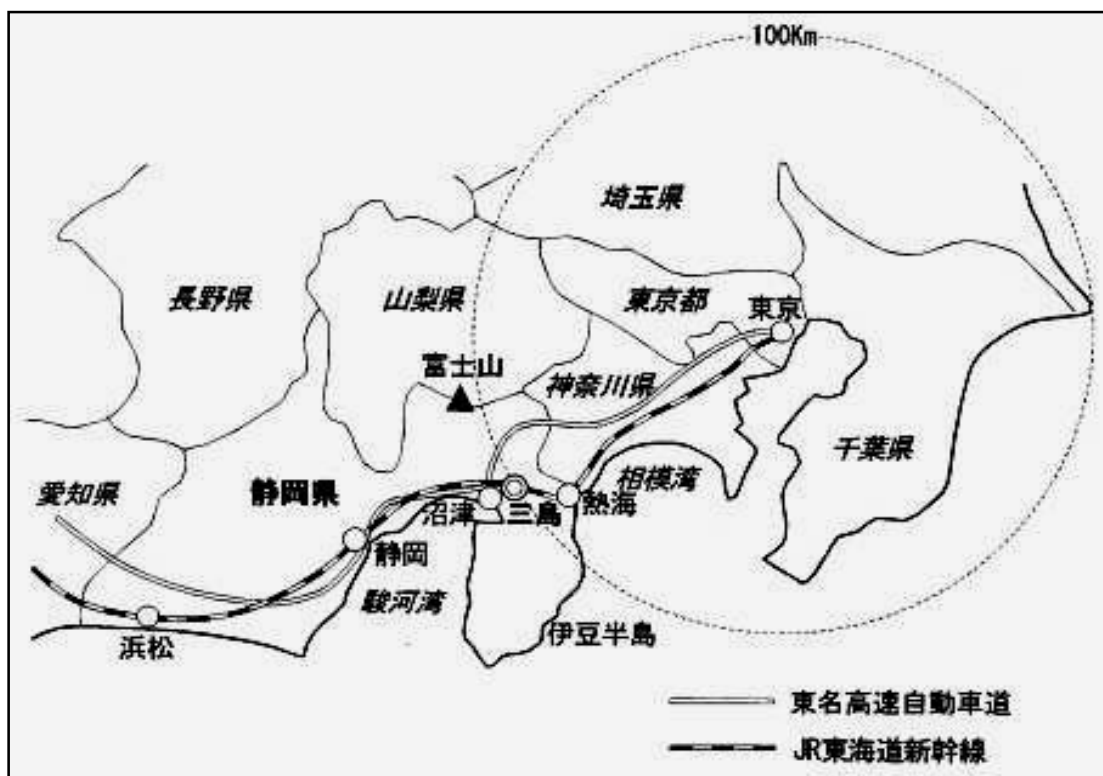 100Km
埼玉県
長野県
山梨県
東京都
東京
富士山
神奈川県
千葉県
愛知県
静岡県
相模湾
沼津
三島
熱海
静岡
駿河湾
浜松
伊豆半島
東名高速自動車道
JR東海道新幹線